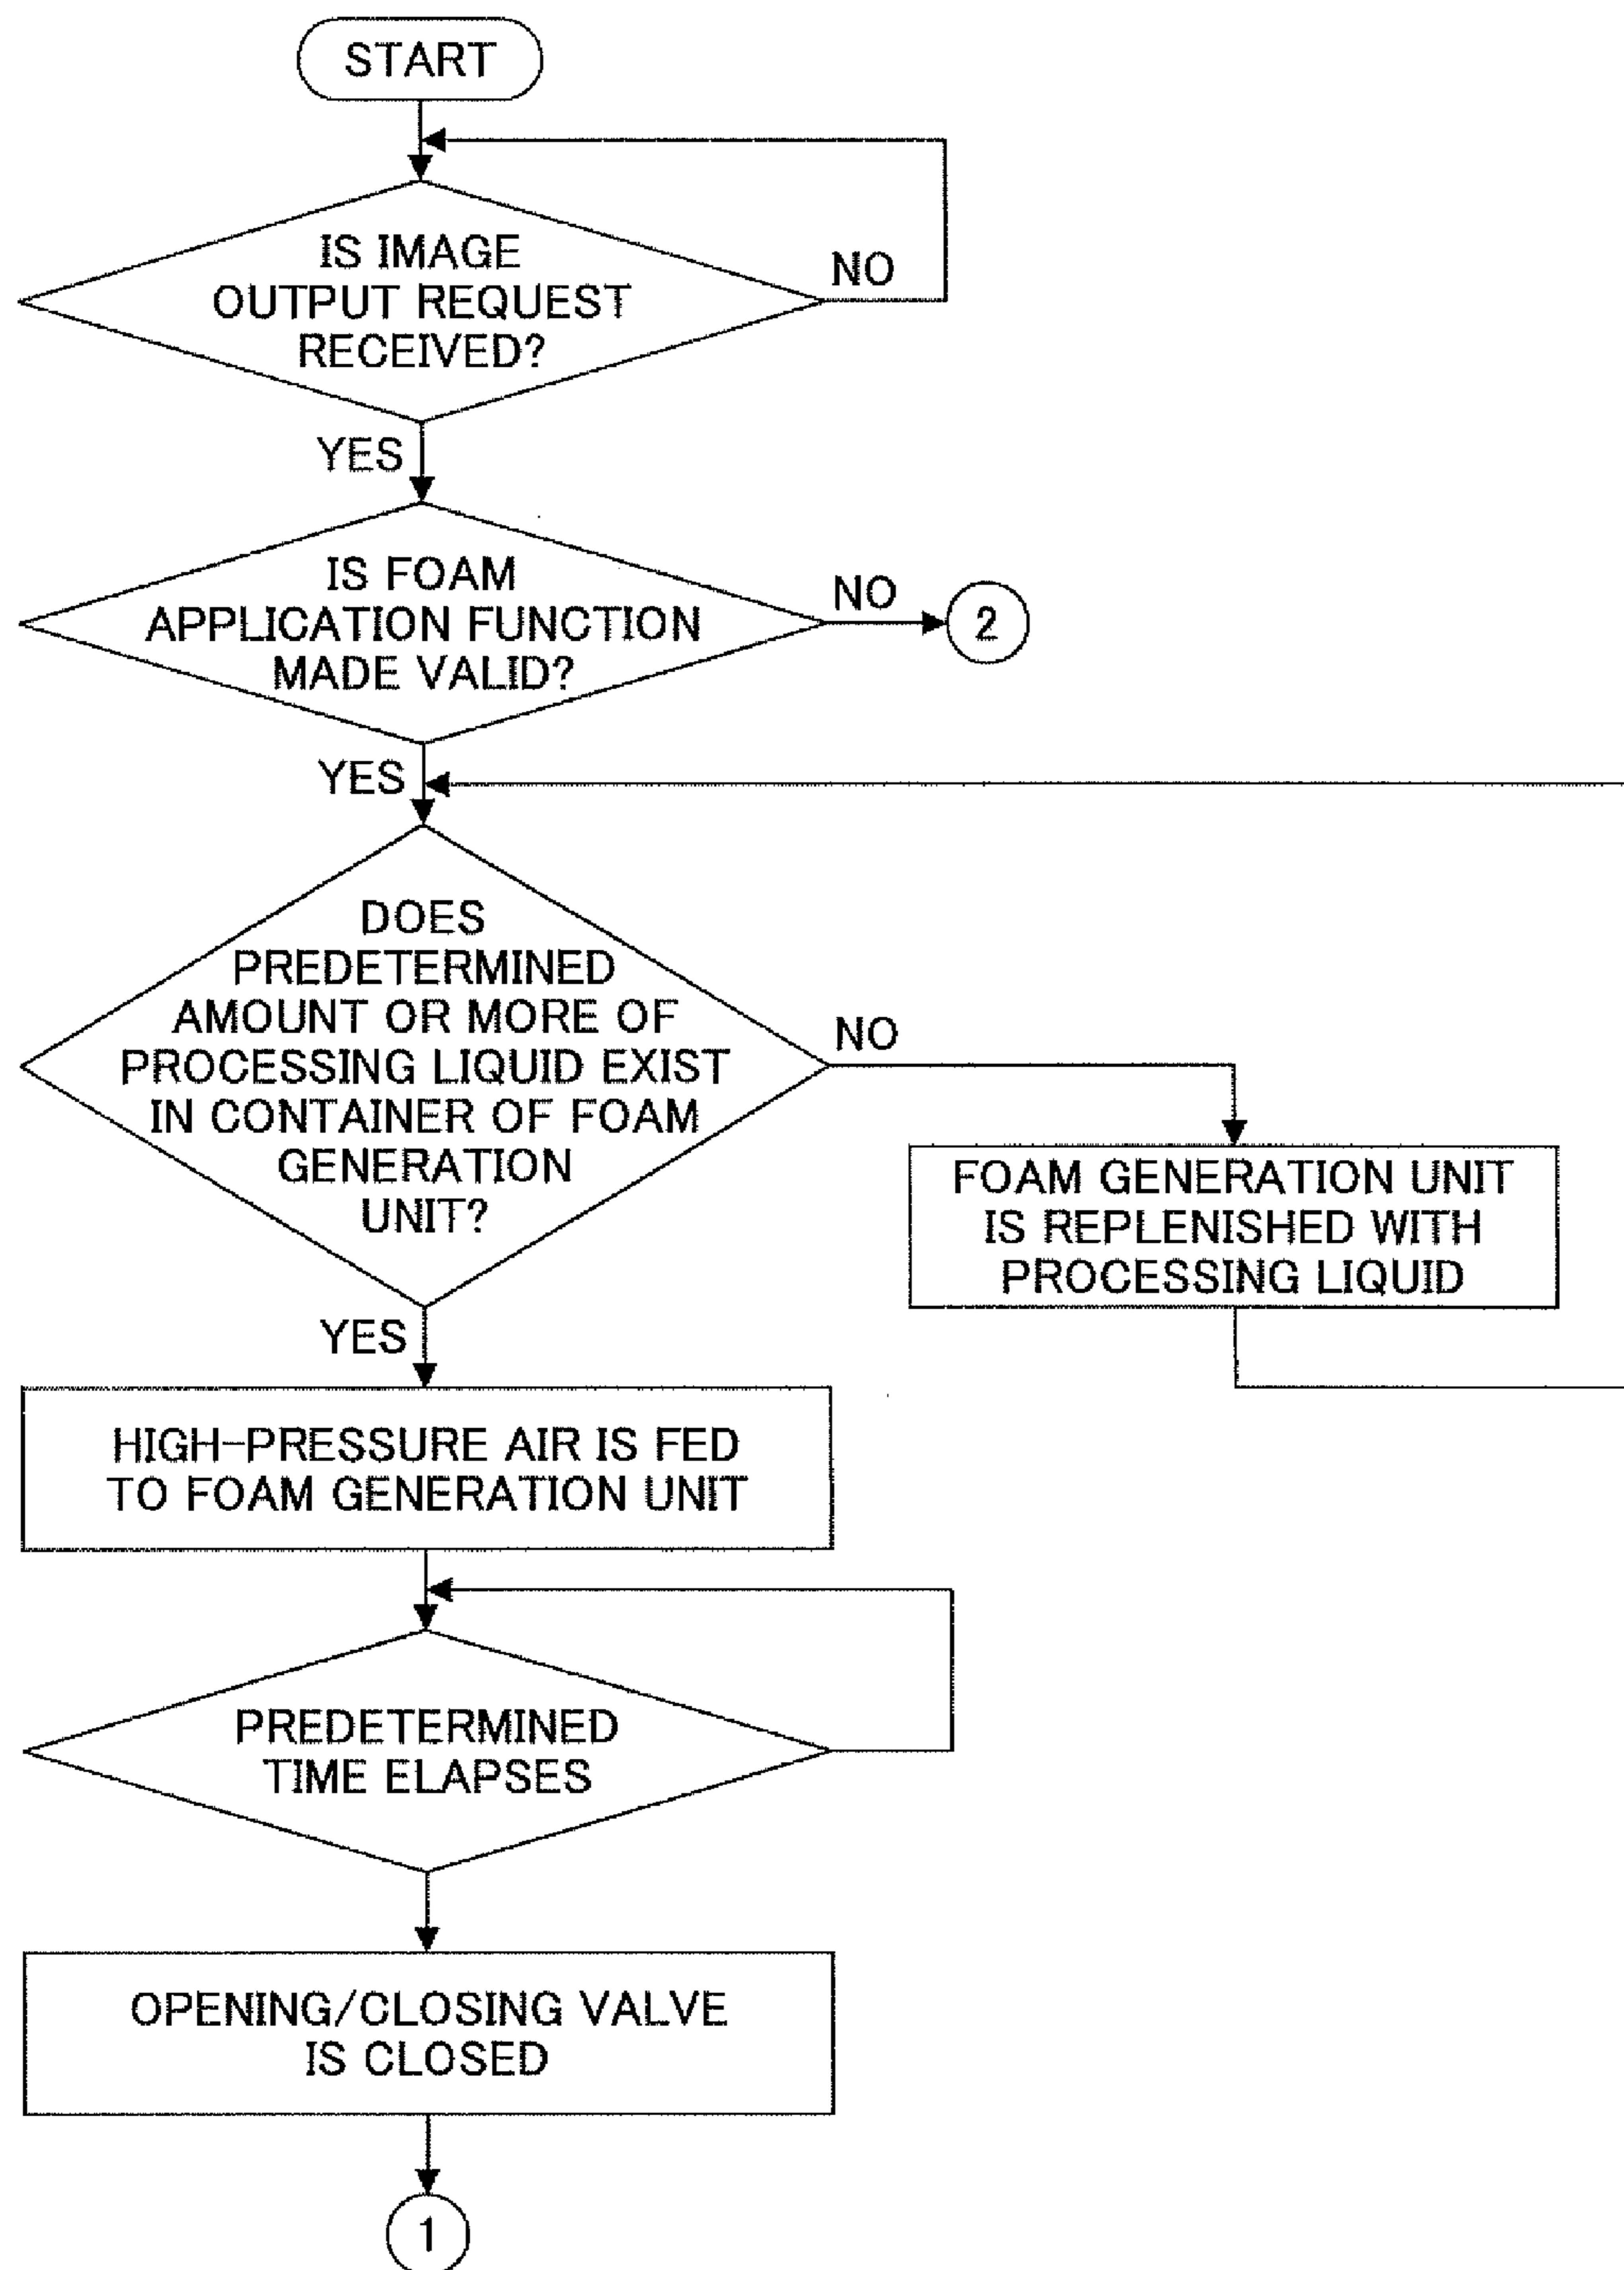 START
IS IMAGE
OUTPUT REQUEST
RECEIVED?
NO
YES
IS FOAM
APPLICATION FUNCTION
MADE VALID?
NO
2
YES
DOES
PREDETERMINED
AMOUNT OR MORE OF
PROCESSING LIQUID EXIST
IN CONTAINER OF FOAM
GENERATION
UNIT?
NO
FOAM GENERATION UNIT
IS REPLENISHED WITH
PROCESSING LIQUID
YES
HIGH-PRESSURE AIR IS FED
TO FOAM GENERATION UNIT
PREDETERMINED
TIME ELAPSES
OPENING/CLOSING VALVE
IS CLOSED
1